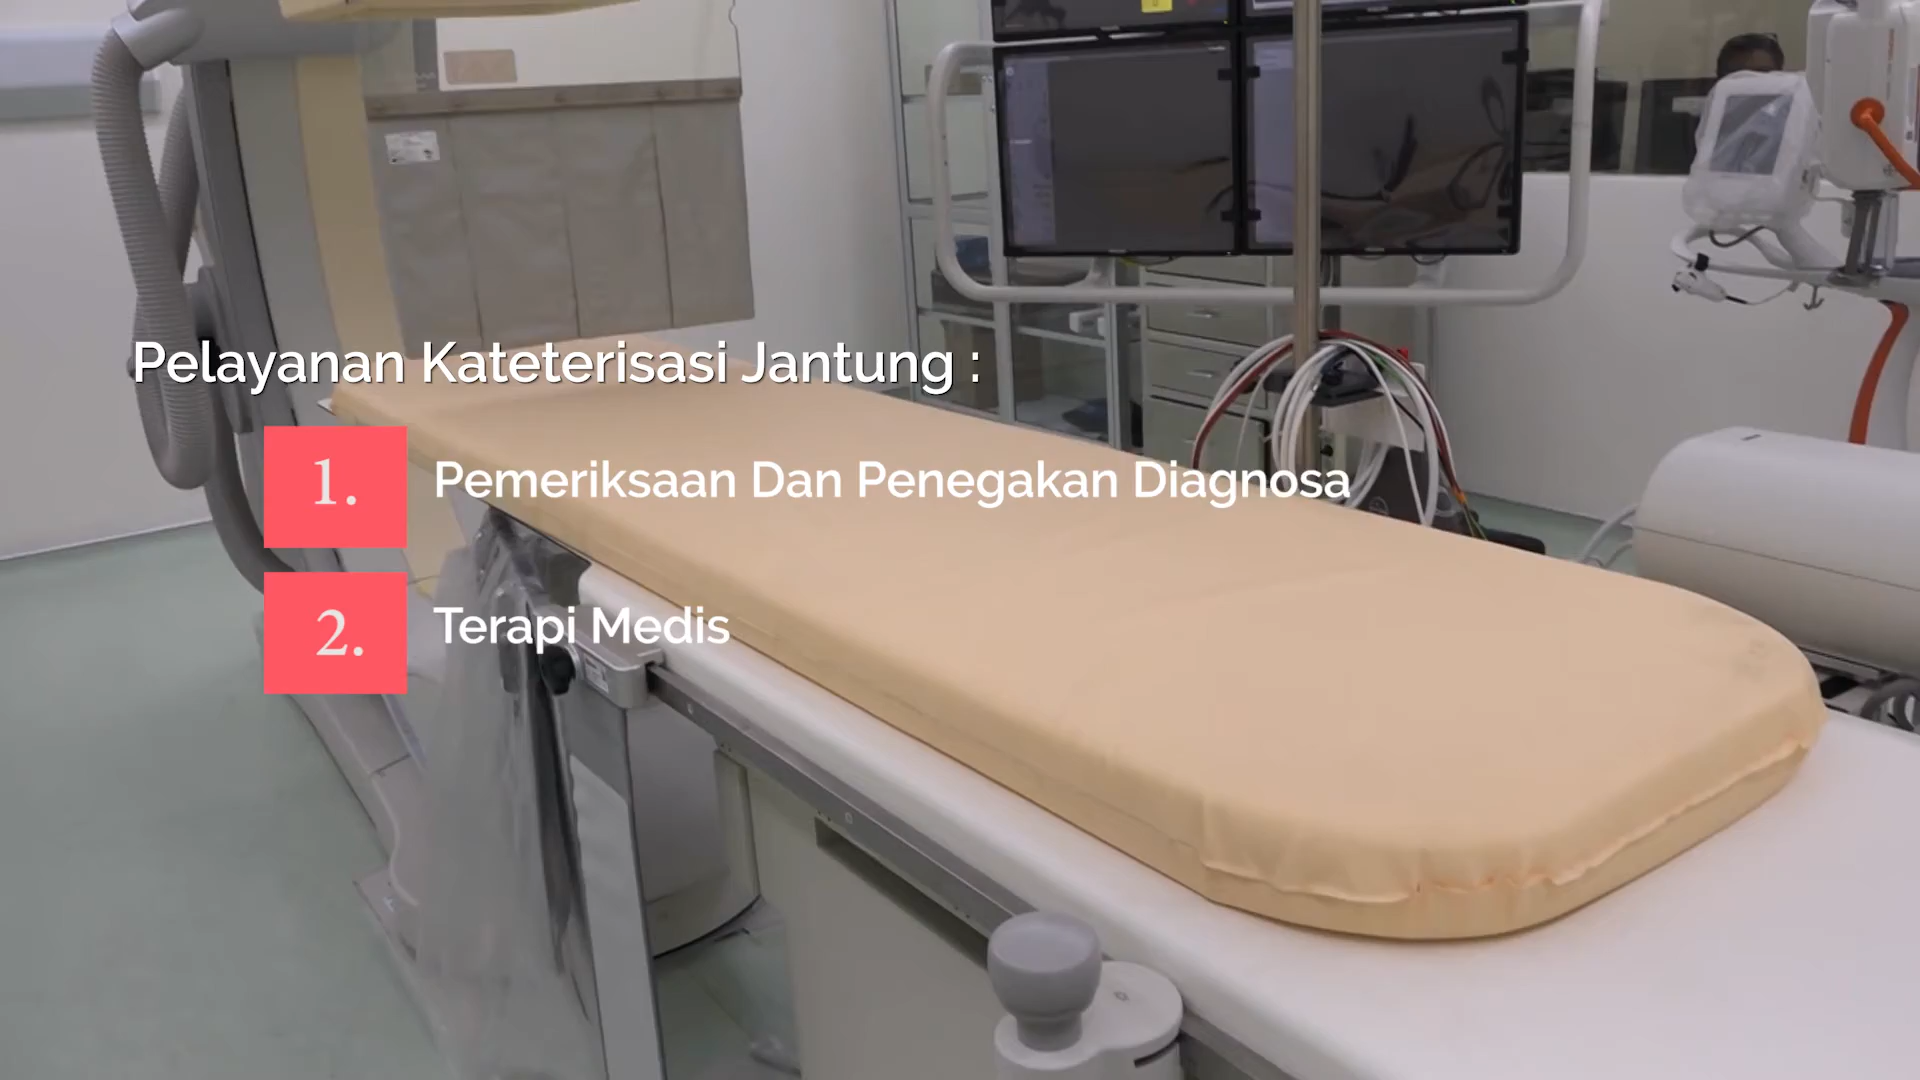 Pelayanan Kateterisasi Jantung :
1. Pemeriksaan Dan Penegakan Diagnosa
2. Terapi Medis